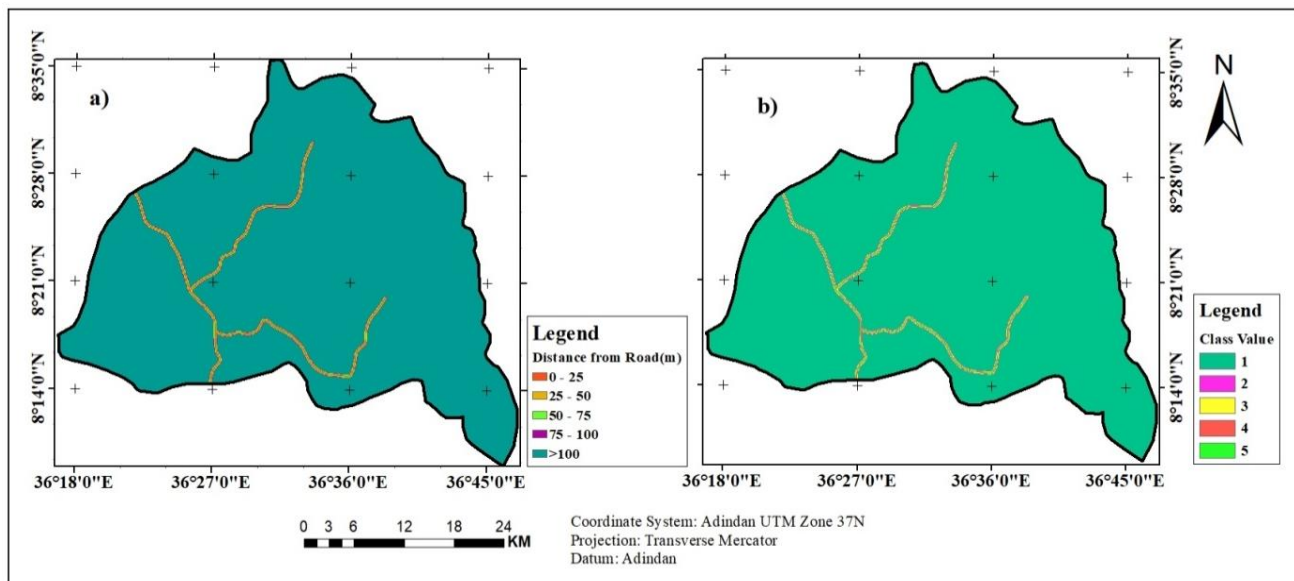 a)
8°35'0"N
8°28'0"N
8°21'0"N
8°14'0"N
36°18'0"E
36°27'0"E
36°36'0"E
36°45'0"E
Legend
Distance from Road(m)
0 - 25
25 - 50
50 - 75
75 - 100
>100
b)
N
8°35'0"N
8°28'0"N
8°21'0"N
8°14'0"N
36°18'0"E
36°27'0"E
36°36'0"E
36°45'0"E
Legend
Class Value
1
2
3
4
5
0 3 6 12 18 24
KM
Coordinate System: Adindan UTM Zone 37N
Projection: Transverse Mercator
Datum: Adindan